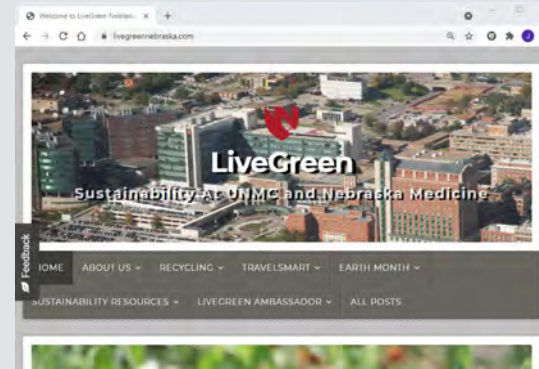 Welcome to LiveGreen Nebrask
livegreennebraska.com
J
N
LiveGreen
Sustainability At UNMC and Nebraska Medicine
Feedback
HOME ABOUT US RECYCLING TRAVELSMART EARTH MONTH
SUSTAINABILITY RESOURCES LIVEGREEN AMBASSADOR ALL POSTS